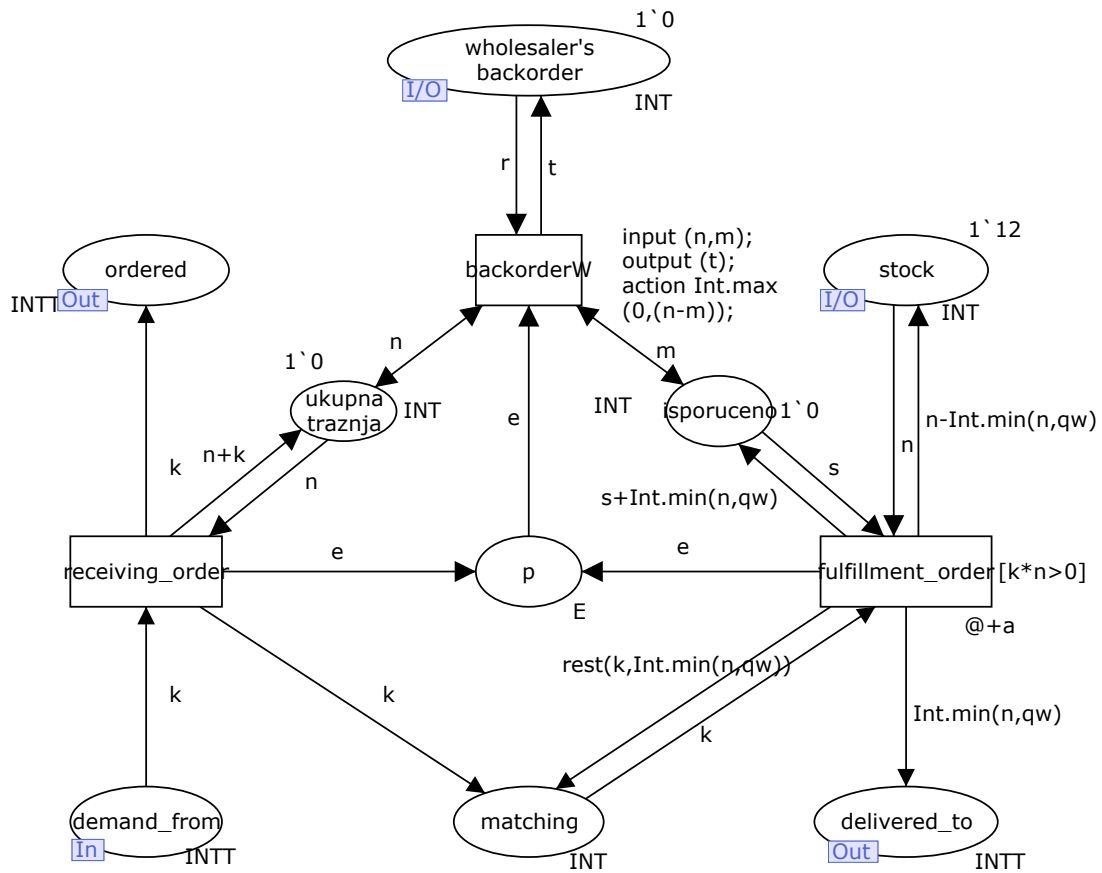 1`0
wholesaler's
backorder
I/O
INT
r
t
input (n,m);
output (t);
action Int.max
(0,(n-m));
1`12
ordered
backorderW
stock
INTT
Out
I/O
INT
n
m
1`0
ukupna
traznja
INT
INT
isporuceno
1`0
n-Int.min(n,qw)
e
n
k
n+k
n
s
s+Int.min(n,qw)
receiving_order
e
p
e
fulfillment_order
[k*n>0]
E
@+a
rest(k,Int.min(n,qw))
k
k
k
Int.min(n,qw)
demand_from
matching
delivered_to
In
INTT
INT
Out
INTT